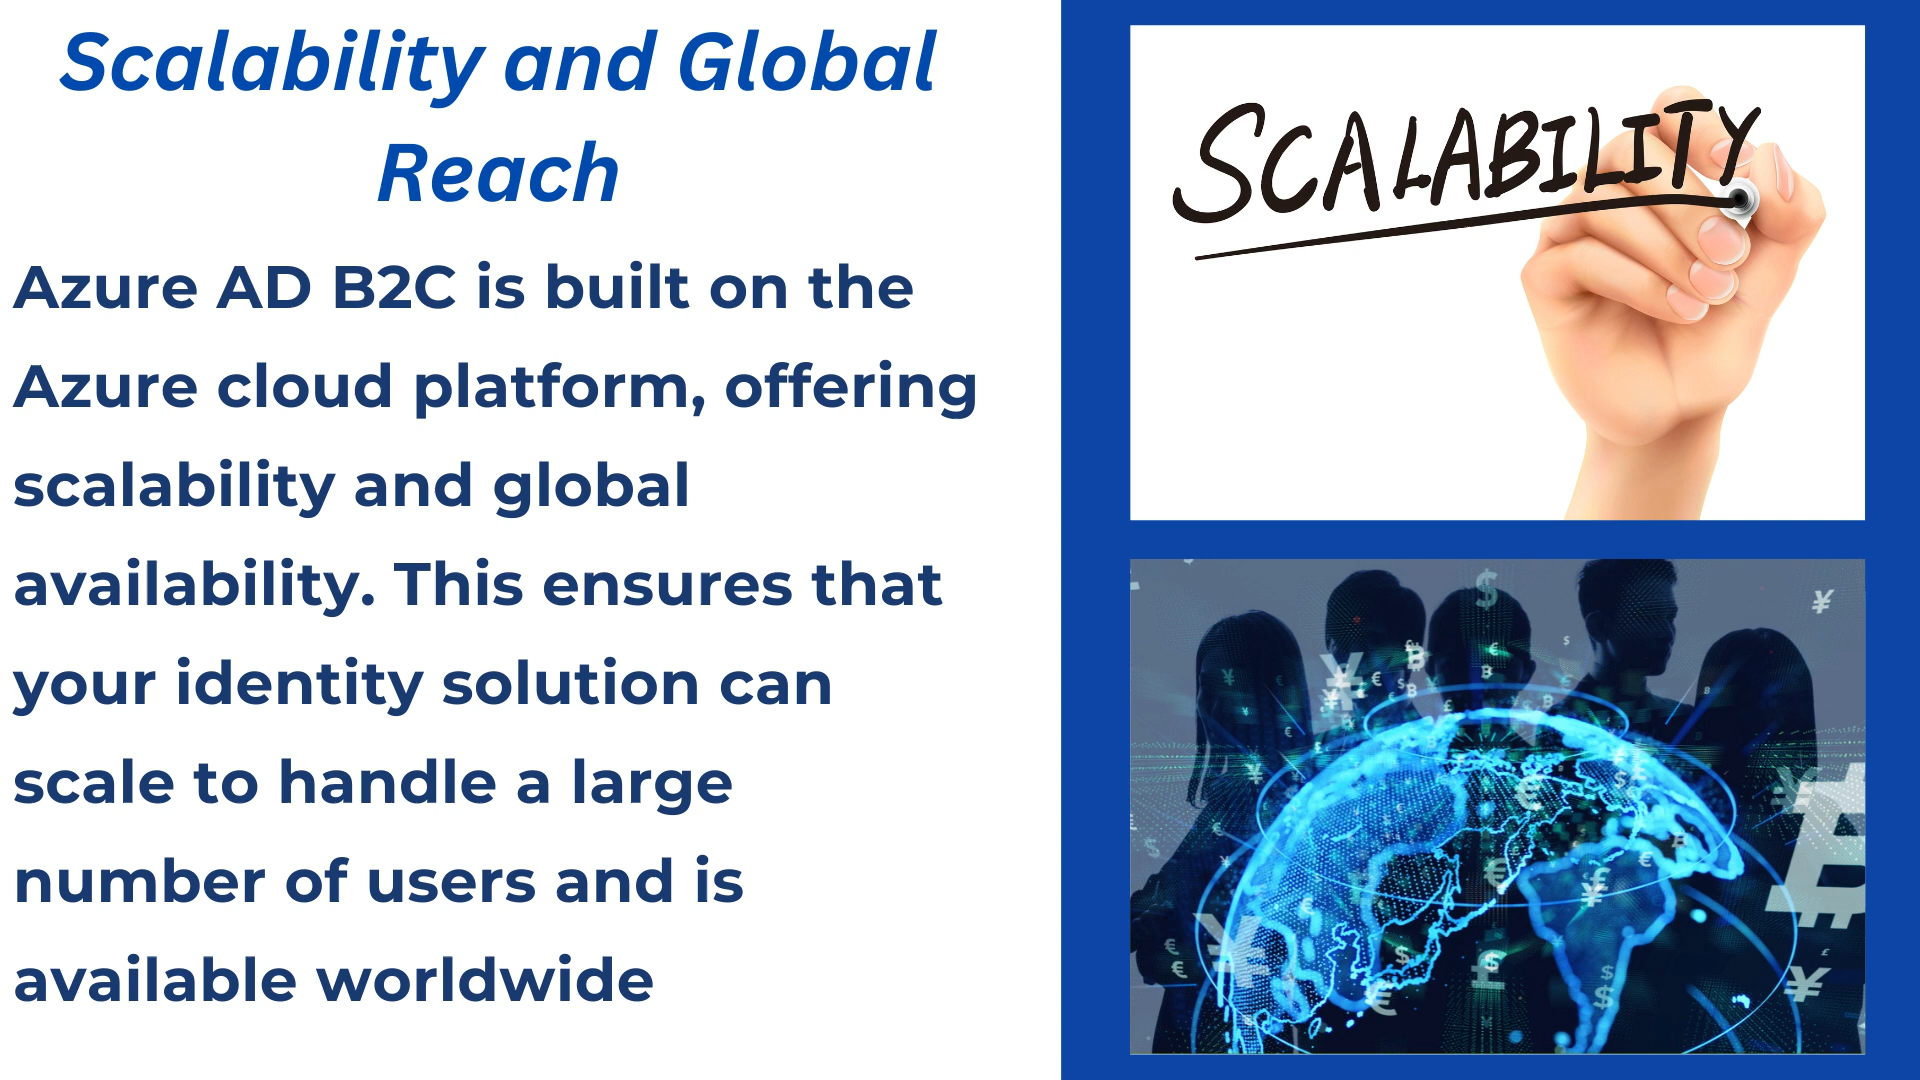 Scalability and Global
Reach
Azure AD B2C is built on the
Azure cloud platform, offering
scalability and global
availability. This ensures that
your identity solution can
scale to handle a large
number of users and is
available worldwide
SCALABILITY